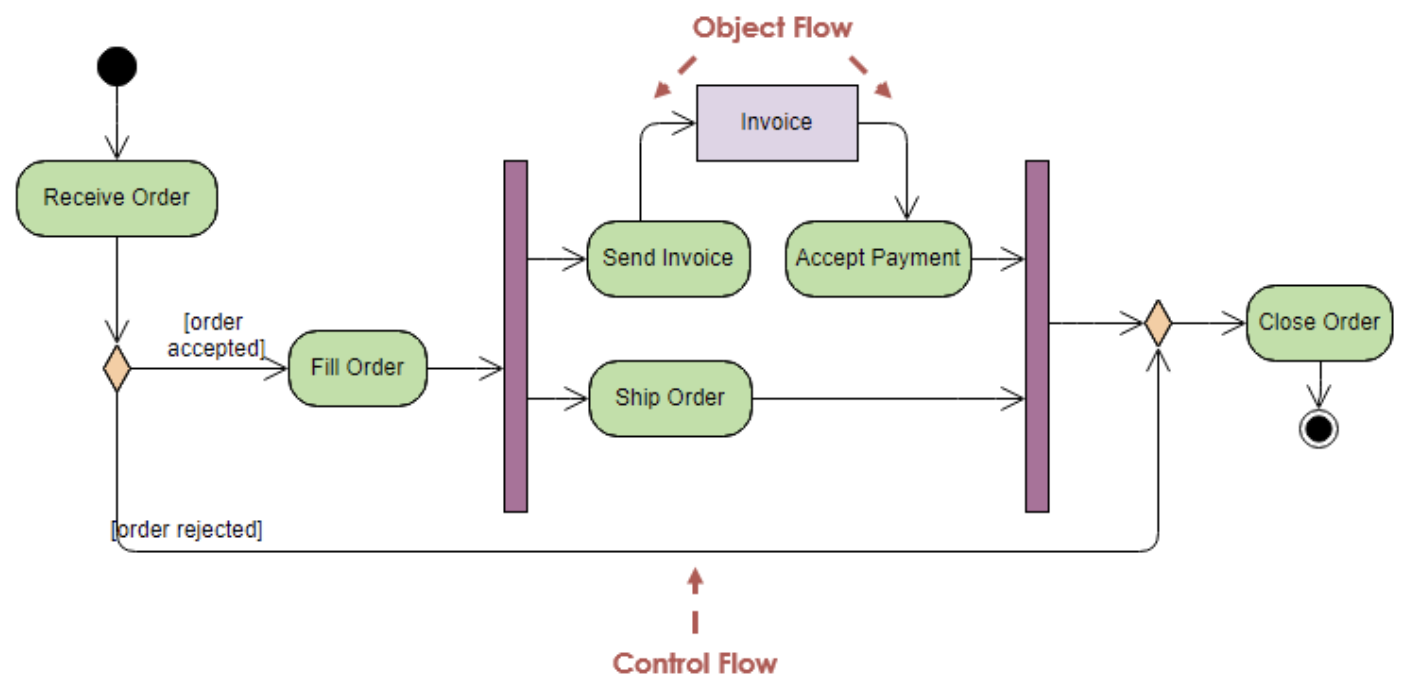 Object Flow
Invoice
Receive Order
Send Invoice
Accept Payment
[order
accepted]
Fill Order
Close Order
Ship Order
[order rejected]
Control Flow